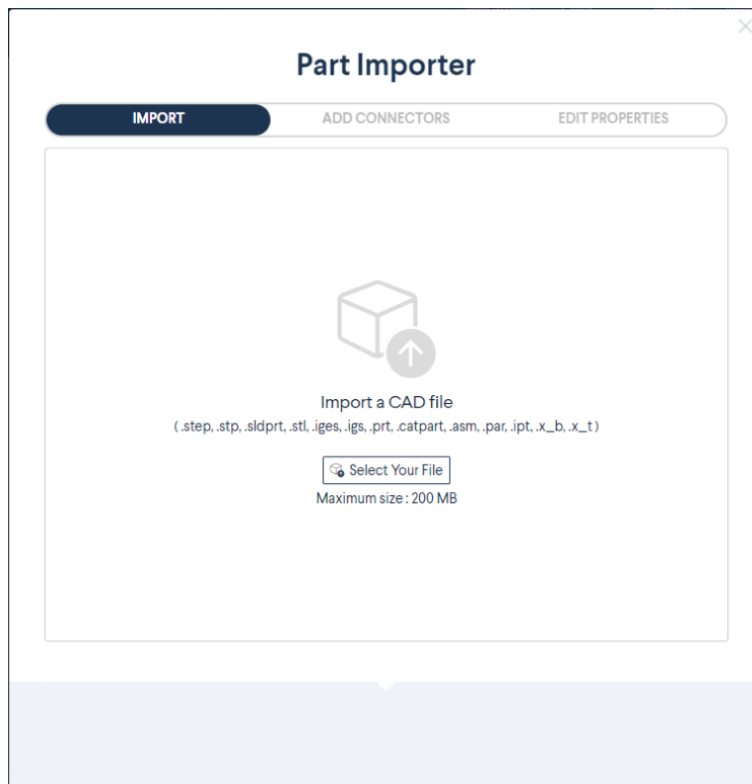 Part Importer
IMPORT ADD CONNECTORS EDIT PROPERTIES
Import a CAD file
( .step, .stp, .sldprt, .stl, .iges, .igs, .prt, .catpart, .asm, .par, .ipt, .x_b, .x_t )
Select Your File
Maximum size : 200 MB